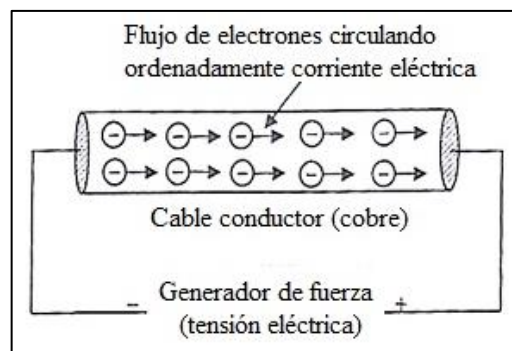 Flujo de electrones circulando
ordenadamente corriente eléctrica
Cable conductor (cobre)
- Generador de fuerza +
(tensión eléctrica)